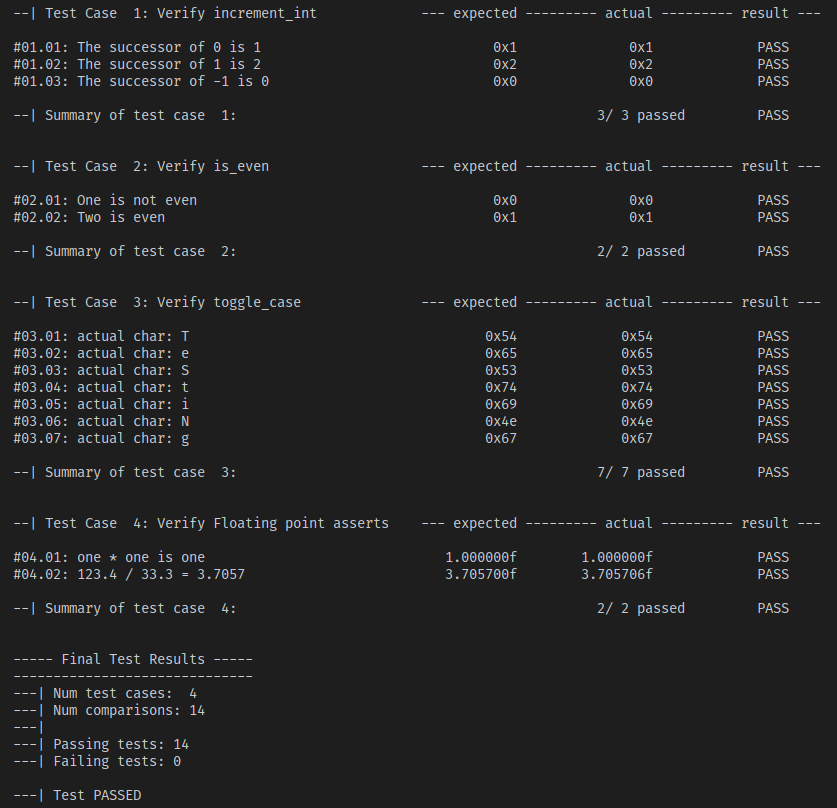 --| Test Case  1: Verify increment_int             --- expected --------- actual --------- result ---
#01.01: The successor of 0 is 1                             0x1              0x1             PASS
#01.02: The successor of 1 is 2                             0x2              0x2             PASS
#01.03: The successor of -1 is 0                            0x0              0x0             PASS
--| Summary of test case  1:                                             3/ 3 passed         PASS
--| Test Case  2: Verify is_even                   --- expected --------- actual --------- result ---
#02.01: One is not even                                     0x0              0x0             PASS
#02.02: Two is even                                         0x1              0x1             PASS
--| Summary of test case  2:                                             2/ 2 passed         PASS
--| Test Case  3: Verify toggle_case               --- expected --------- actual --------- result ---
#03.01: actual char: T                                     0x54             0x54             PASS
#03.02: actual char: e                                     0x65             0x65             PASS
#03.03: actual char: S                                     0x53             0x53             PASS
#03.04: actual char: t                                     0x74             0x74             PASS
#03.05: actual char: i                                     0x69             0x69             PASS
#03.06: actual char: N                                     0x4e             0x4e             PASS
#03.07: actual char: g                                     0x67             0x67             PASS
--| Summary of test case  3:                                             7/ 7 passed         PASS
--| Test Case  4: Verify Floating point asserts    --- expected --------- actual --------- result ---
#04.01: one * one is one                              1.000000f        1.000000f             PASS
#04.02: 123.4 / 33.3 = 3.7057                         3.705700f        3.705706f             PASS
--| Summary of test case  4:                                             2/ 2 passed         PASS
----- Final Test Results -----
------------------------------
---| Num test cases:  4
---| Num comparisons: 14
---|
---| Passing tests: 14
---| Failing tests: 0
---| Test PASSED